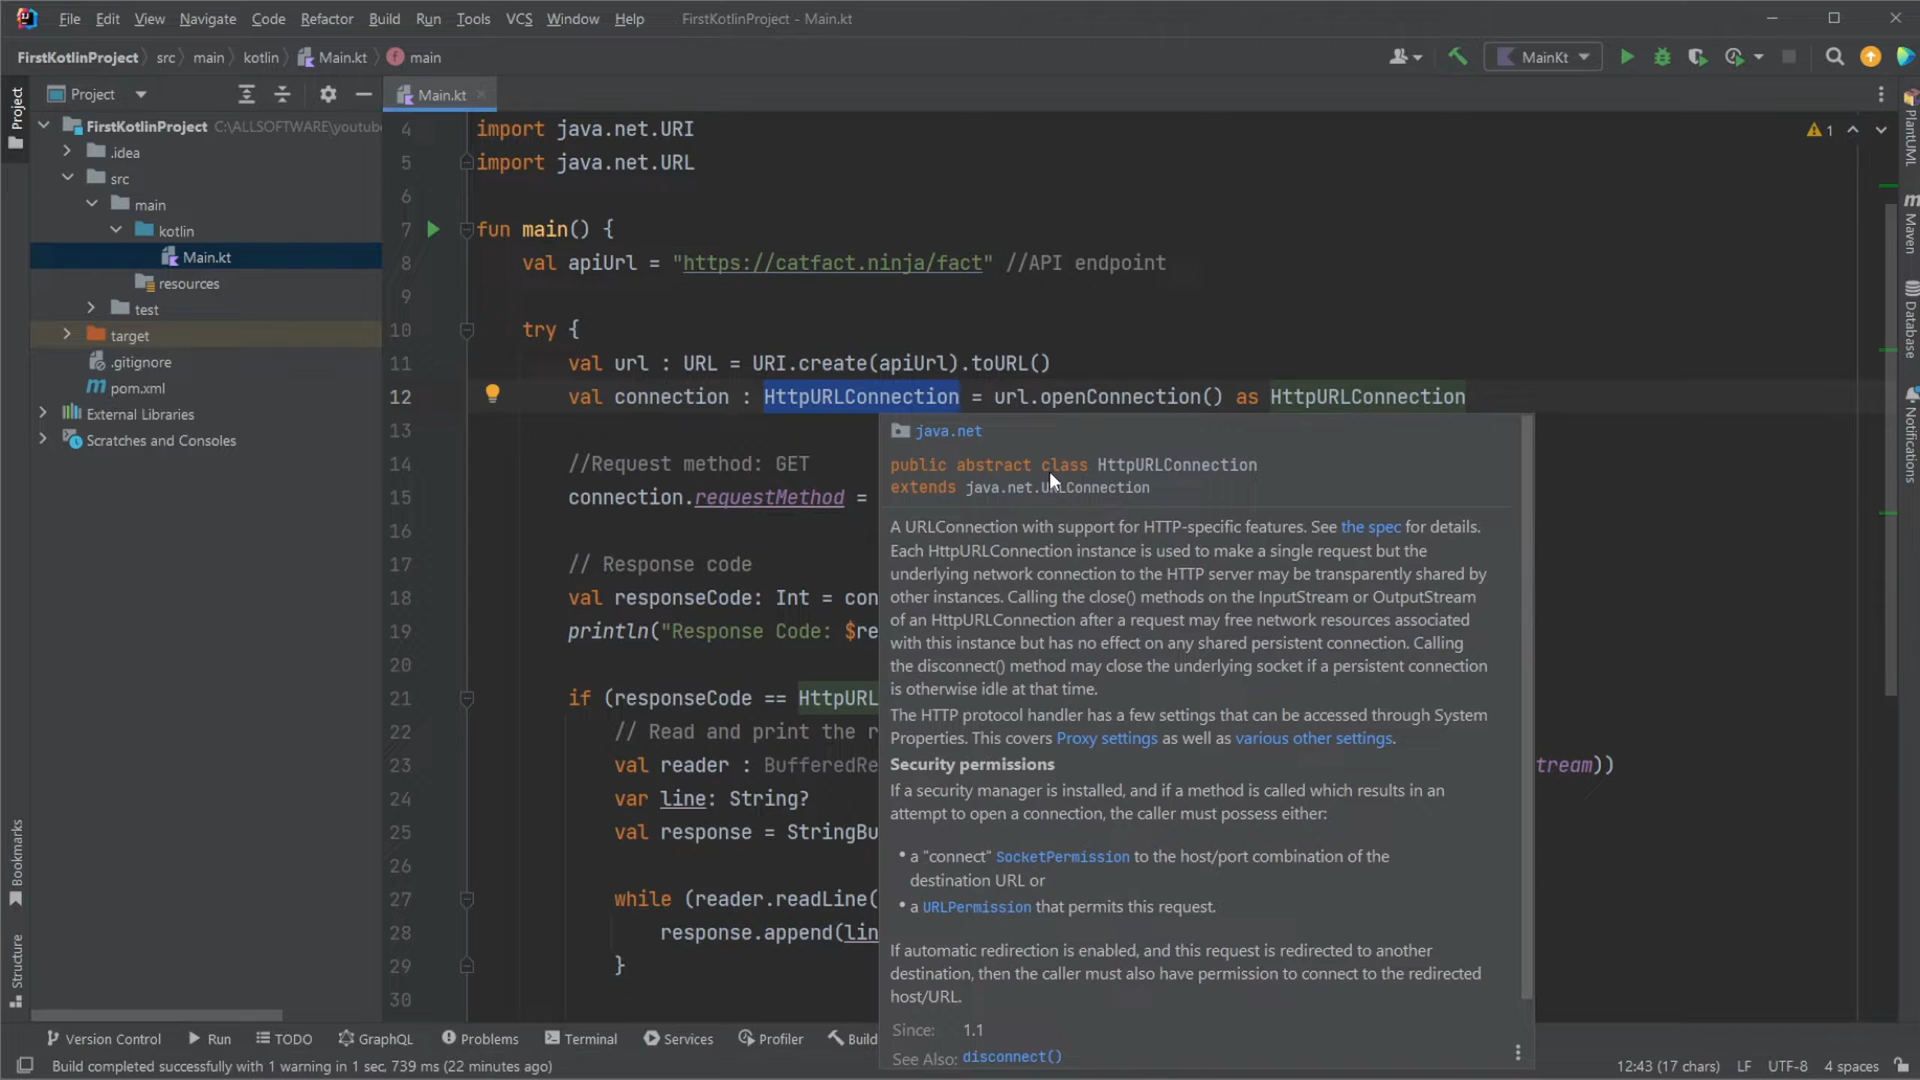 File Edit View Navigate Code Refactor Build Run Tools VCS Window Help FirstKotlinProject - Main.kt
FirstKotlinProject src main kotlin Main.kt main MainKt
Project
Project
FirstKotlinProject C:\ALLSOFTWARE\youtube
.idea
src
main
kotlin
Main.kt
resources
test
target
.gitignore
pom.xml
External Libraries
Scratches and Consoles
Bookmarks
Structure
Main.kt
1
4 import java.net.URI
5 import java.net.URL
6
7 fun main() {
8 val apiUrl = "https://catfact.ninja/fact" //API endpoint
9
10 try {
11 val url : URL = URI.create(apiUrl).toURL()
12 val connection : HttpURLConnection = url.openConnection() as HttpURLConnection
13
14 //Request method: GET
15 connection.requestMethod =
16
17 // Response code
18 val responseCode: Int = con
19 println("Response Code: $re
20
21 if (responseCode == HttpURL
22 // Read and print the r
23 val reader : BufferedRe tream))
24 var line: String?
25 val response = StringBu
26
27 while (reader.readLine(
28 response.append(lin
29 }
30
java.net
public abstract class HttpURLConnection
extends java.net.URLConnection
A URLConnection with support for HTTP-specific features. See the spec for details.
Each HttpURLConnection instance is used to make a single request but the
underlying network connection to the HTTP server may be transparently shared by
other instances. Calling the close() methods on the InputStream or OutputStream
of an HttpURLConnection after a request may free network resources associated
with this instance but has no effect on any shared persistent connection. Calling
the disconnect() method may close the underlying socket if a persistent connection
is otherwise idle at that time.
The HTTP protocol handler has a few settings that can be accessed through System
Properties. This covers Proxy settings as well as various other settings.
Security permissions
If a security manager is installed, and if a method is called which results in an
attempt to open a connection, the caller must possess either:
• a "connect" SocketPermission to the host/port combination of the
destination URL or
• a URLPermission that permits this request.
If automatic redirection is enabled, and this request is redirected to another
destination, then the caller must also have permission to connect to the redirected
host/URL.
Since: 1.1
See Also: disconnect()
PlantUML
m Maven
Database
Notifications
Version Control Run TODO GraphQL Problems Terminal Services Profiler Build
Build completed successfully with 1 warning in 1 sec, 739 ms (22 minutes ago) 12:43 (17 chars) LF UTF-8 4 spaces